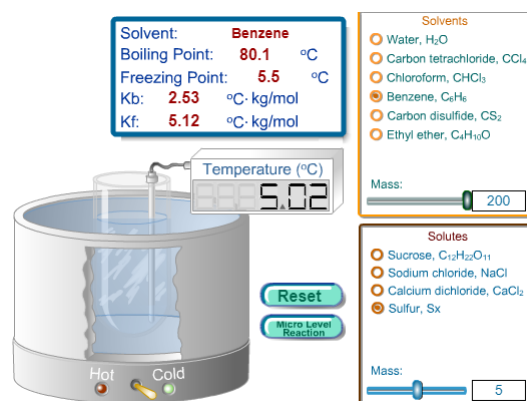 Solvent: Benzene
Boiling Point: 80.1 °C
Freezing Point: 5.5 °C
Kb: 2.53 °C· kg/mol
Kf: 5.12 °C· kg/mol
Temperature (°C)
5.02
Hot Cold
Reset
Micro Level
Reaction
Solvents
Water, H₂O
Carbon tetrachloride, CCl₄
Chloroform, CHCl₃
Benzene, C₆H₆
Carbon disulfide, CS₂
Ethyl ether, C₄H₁₀O
Mass:
200
Solutes
Sucrose, C₁₂H₂₂O₁₁
Sodium chloride, NaCl
Calcium dichloride, CaCl₂
Sulfur, Sx
Mass:
5